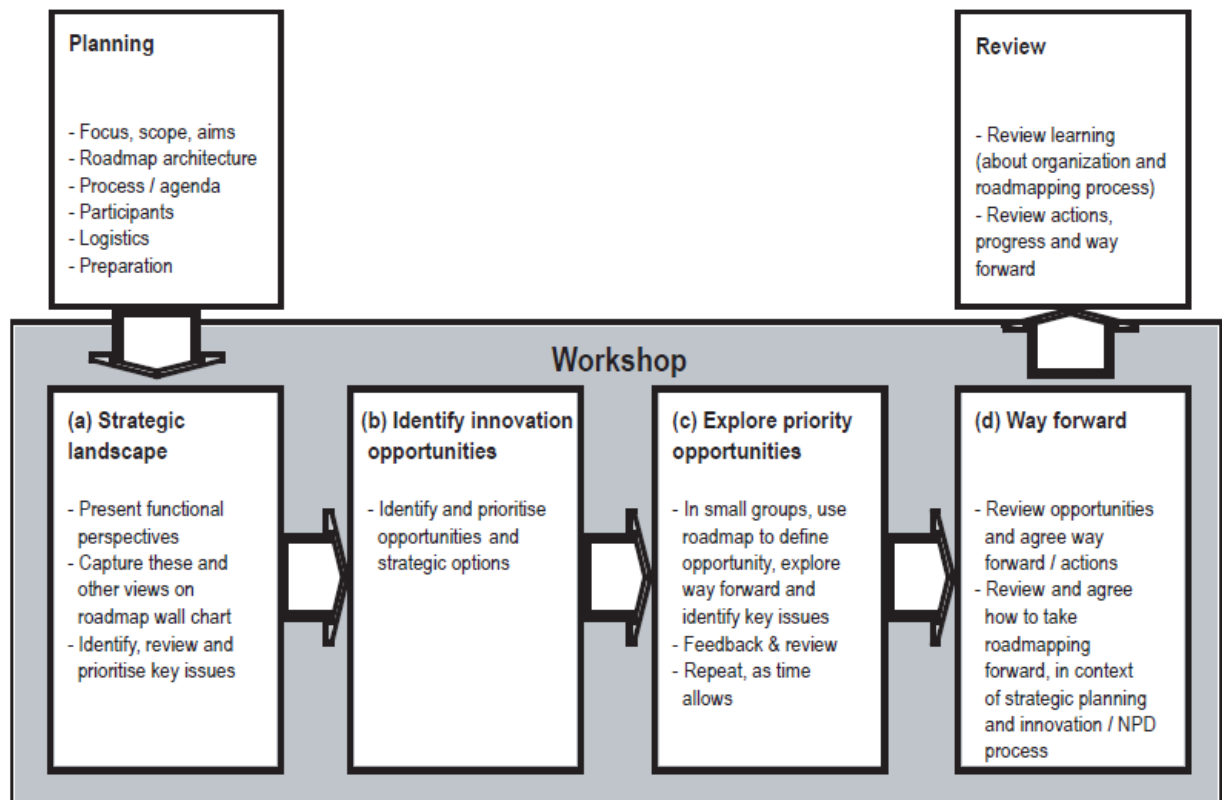 Planning
- Focus, scope, aims
- Roadmap architecture
- Process / agenda
- Participants
- Logistics
- Preparation
Review
- Review learning
(about organization and
roadmapping process)
- Review actions,
progress and way
forward
Workshop
(a) Strategic
landscape
- Present functional
perspectives
- Capture these and
other views on
roadmap wall chart
- Identify, review and
prioritise key issues
(b) Identify innovation
opportunities
- Identify and prioritise
opportunities and
strategic options
(c) Explore priority
opportunities
- In small groups, use
roadmap to define
opportunity, explore
way forward and
identify key issues
- Feedback & review
- Repeat, as time
allows
(d) Way forward
- Review opportunities
and agree way
forward / actions
- Review and agree
how to take
roadmapping
forward, in context
of strategic planning
and innovation / NPD
process